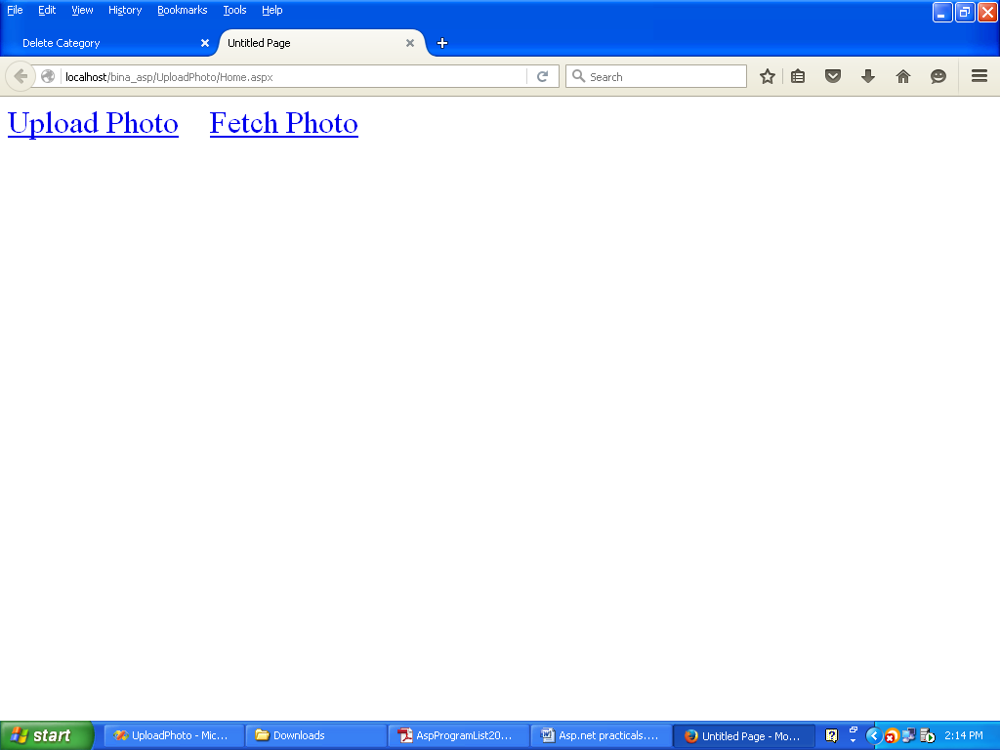 File Edit View History Bookmarks Tools Help
Delete Category Untitled Page
localhost/bina_asp/UploadPhoto/Home.aspx Search
Upload Photo Fetch Photo
start UploadPhoto - Mic... Downloads AspProgramList20... Asp.net practicals.... Untitled Page - Mo... 2:14 PM